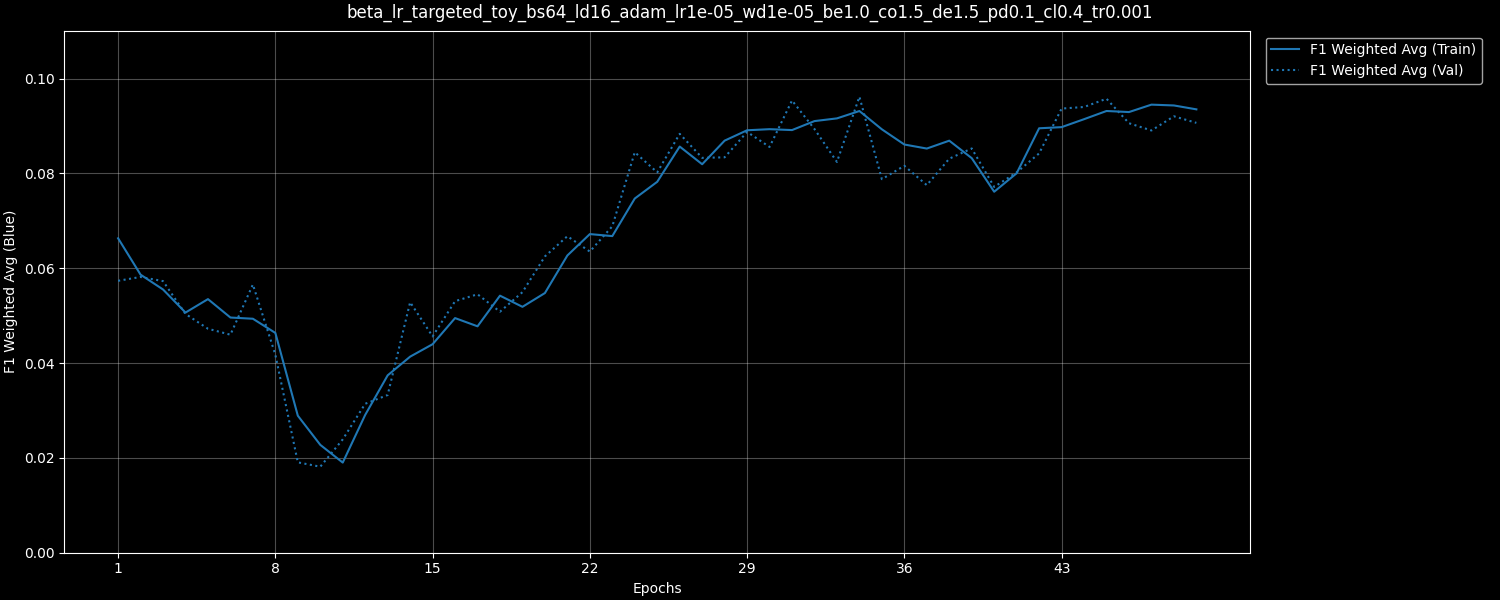 beta_lr_targeted_toy_bs64_ld16_adam_lr1e-05_wd1e-05_be1.0_co1.5_de1.5_pd0.1_cl0.4_tr0.001
F1 Weighted Avg (Train)
F1 Weighted Avg (Val)
F1 Weighted Avg (Blue)
0.10
0.08
0.06
0.04
0.02
0.00
1 8 15 22 29 36 43
Epochs